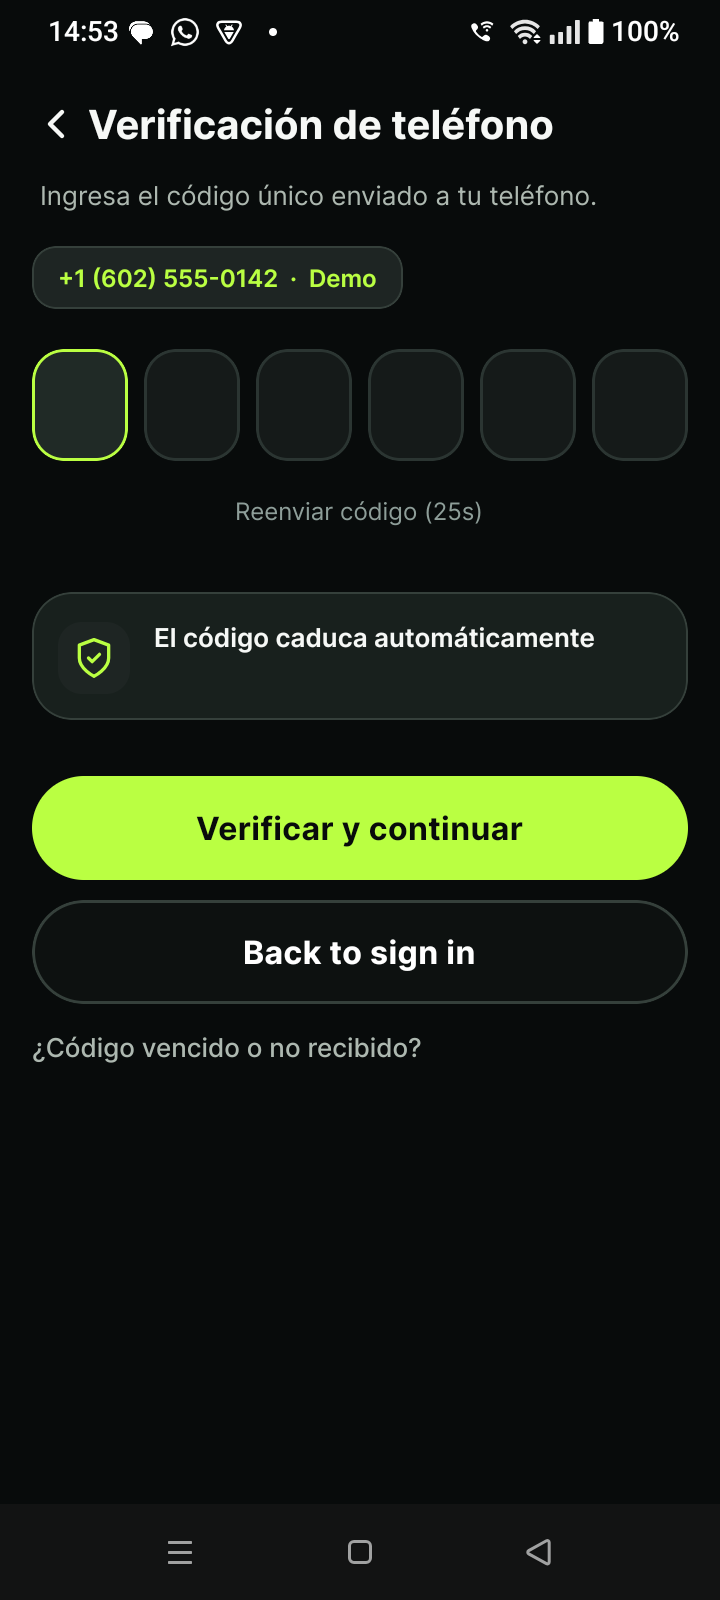 14:53
100%
Verificación de teléfono
Ingresa el código único enviado a tu teléfono.
+1 (602) 555-0142 · Demo
Reenviar código (25s)
El código caduca automáticamente
Verificar y continuar
Back to sign in
¿Código vencido o no recibido?